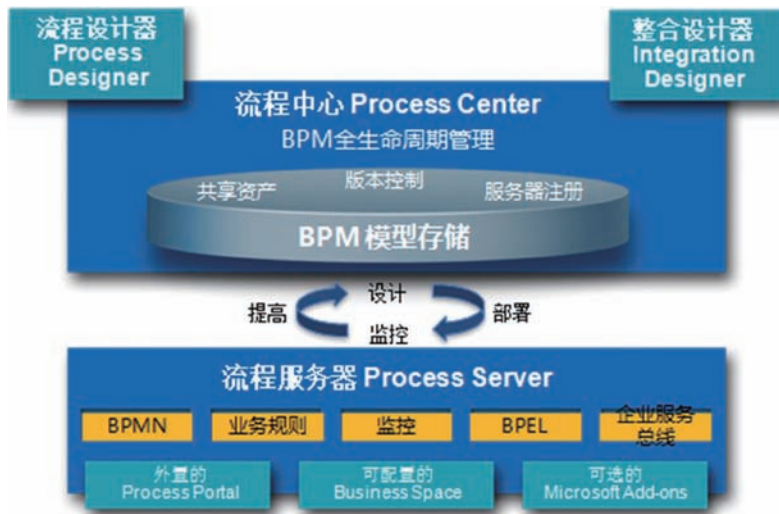 流程设计器
Process
Designer
整合设计器
Integration
Designer
流程中心 Process Center
BPM全生命周期管理
共享资产
版本控制
服务器注册
BPM 模型存储
设计
提高
部署
监控
流程服务器 Process Server
BPMN
业务规则
监控
BPEL
企业服务
总线
外置的
Process Portal
可配置的
Business Space
可选的
Microsoft Add-ons